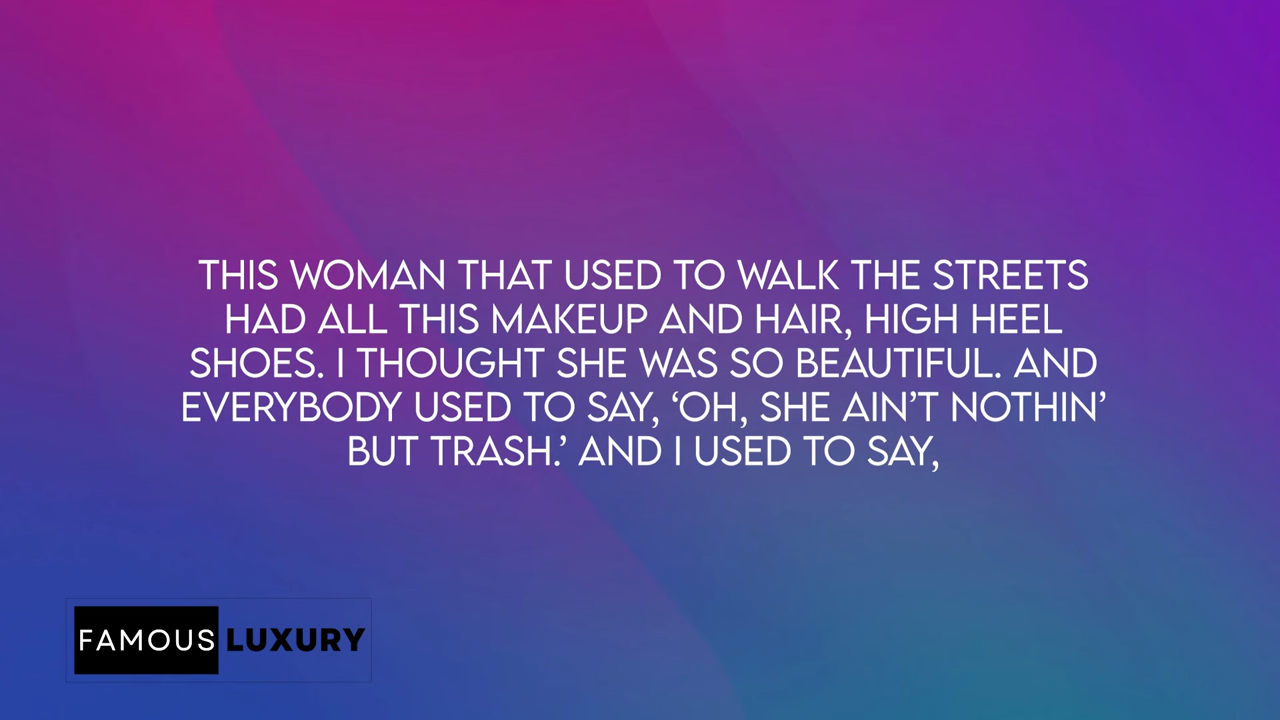 THIS WOMAN THAT USED TO WALK THE STREETS
HAD ALL THIS MAKEUP AND HAIR, HIGH HEEL
SHOES. I THOUGHT SHE WAS SO BEAUTIFUL. AND
EVERYBODY USED TO SAY, ‘OH, SHE AIN’T NOTHIN’
BUT TRASH.’ AND I USED TO SAY,
FAMOUS LUXURY